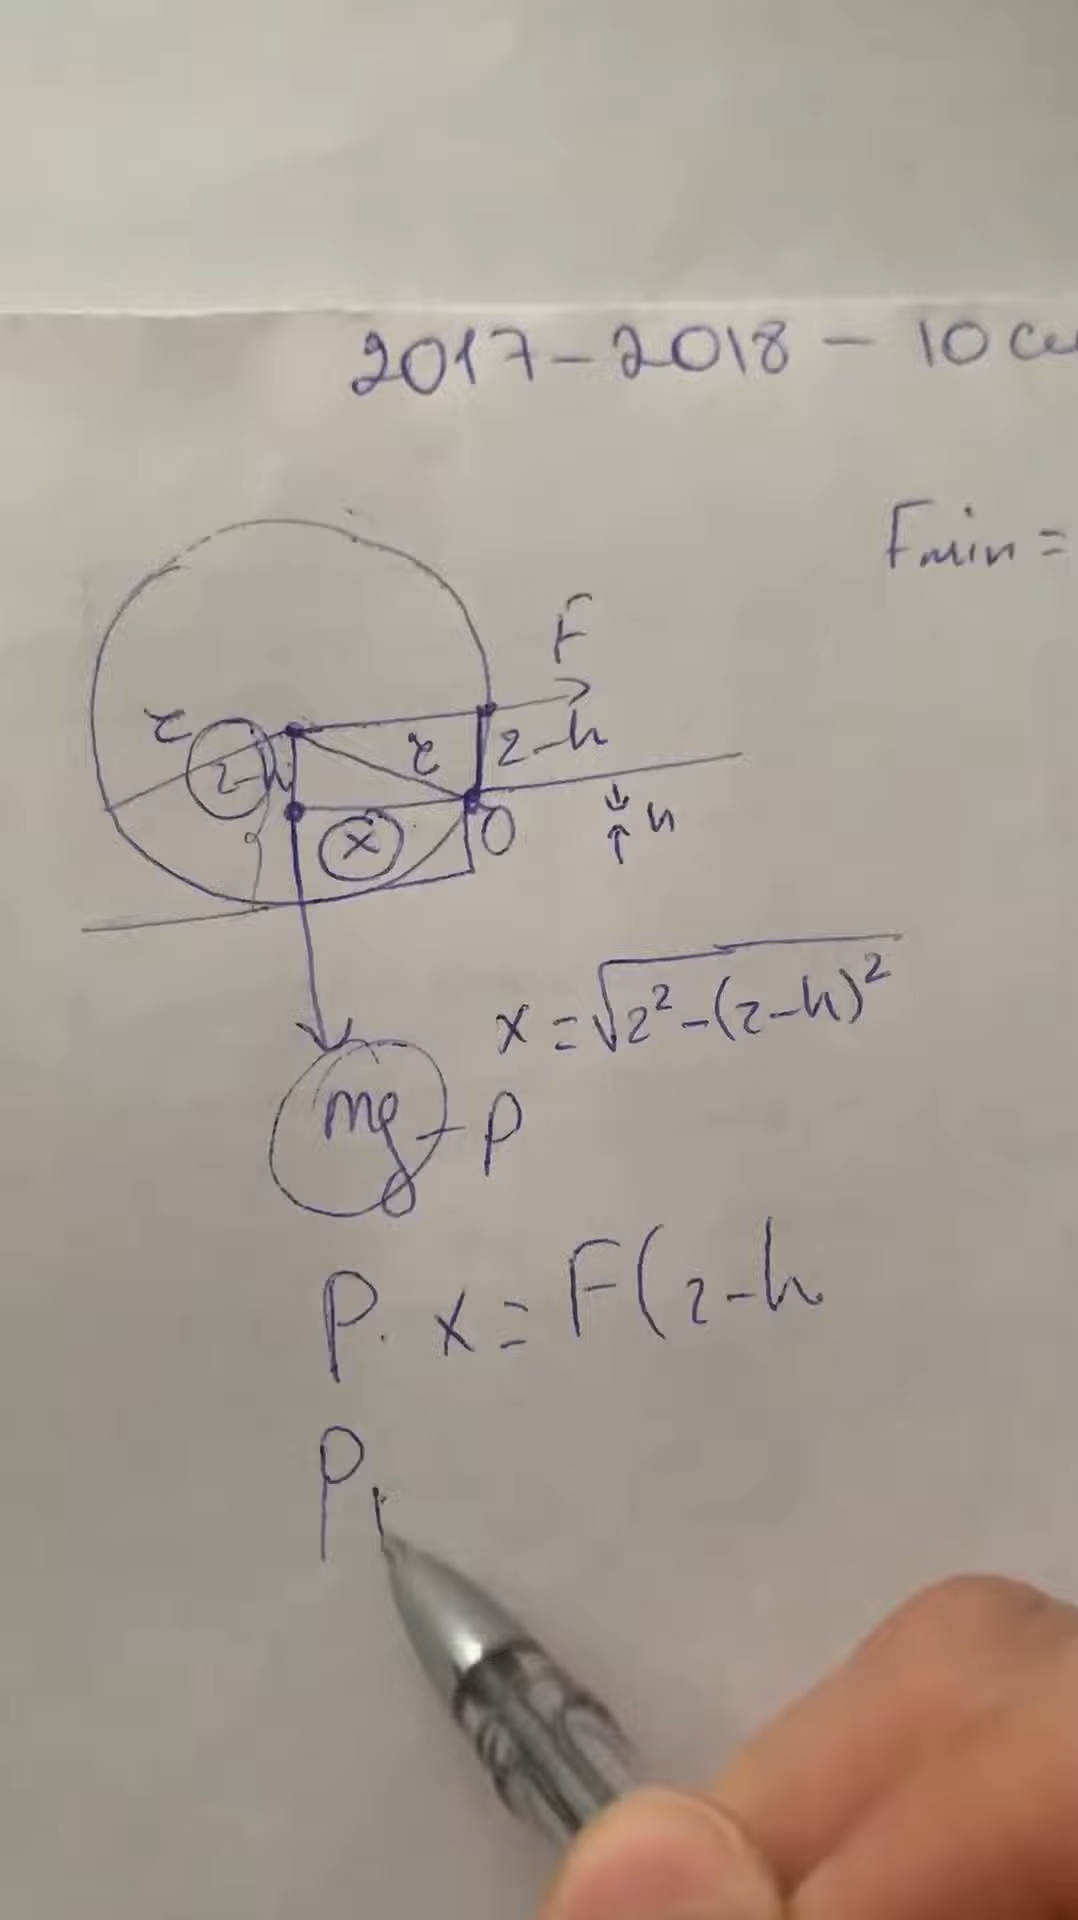 2017-2018 - 10
Fmin =
F
r
r-h
r
r-h
x
O
h
x = √r²-(r-h)²
mg - P
P · x = F(r-h
P